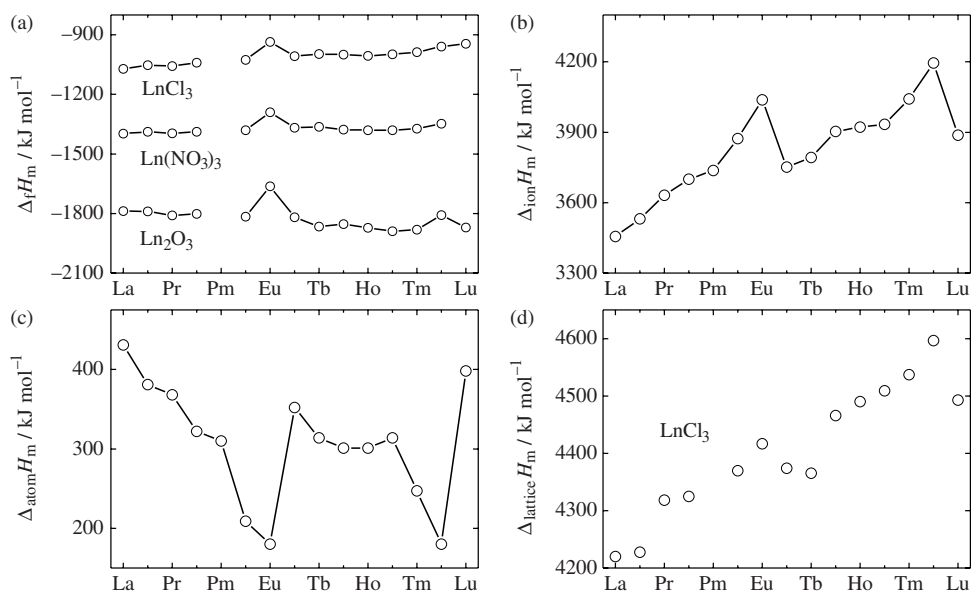 (a)
−900
−1200
−1500
−1800
−2100
ΔfHm / kJ mol−1
LnCl3
Ln(NO3)3
Ln2O3
La Pr Pm Eu Tb Ho Tm Lu
(b)
4200
3900
3600
3300
ΔionHm / kJ mol−1
La Pr Pm Eu Tb Ho Tm Lu
(c)
400
300
200
ΔatomHm / kJ mol−1
La Pr Pm Eu Tb Ho Tm Lu
(d)
4600
4500
4400
4300
4200
ΔlatticeHm / kJ mol−1
LnCl3
La Pr Pm Eu Tb Ho Tm Lu